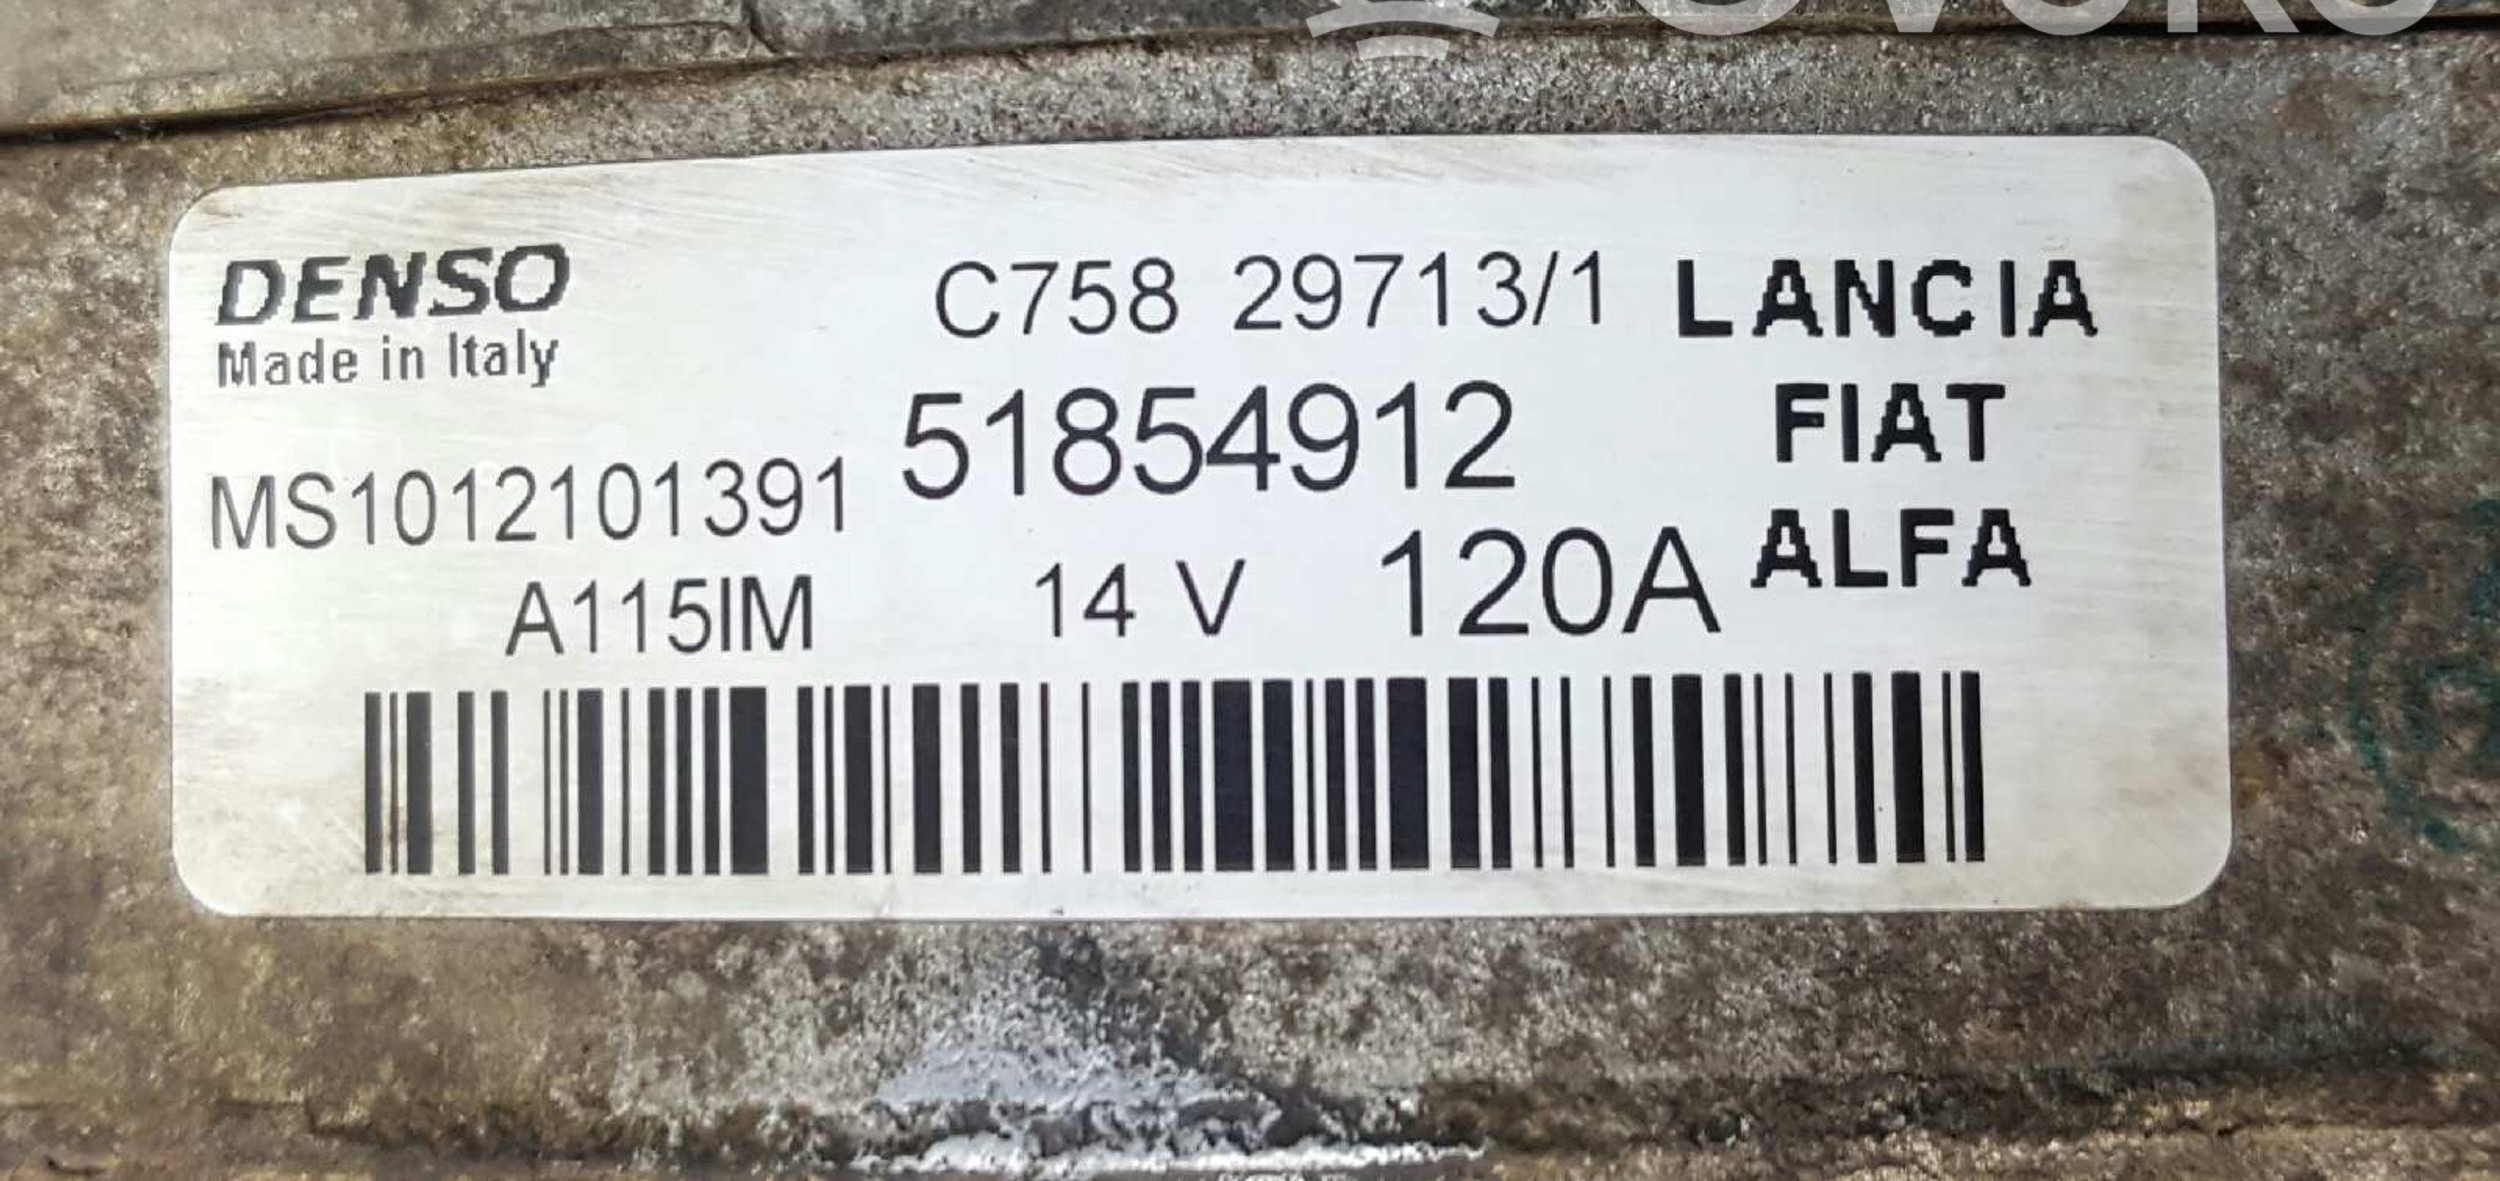 DENSO
Made in Italy
C758 29713/1
LANCIA
51854912
FIAT
MS1012101391
ALFA
A115IM
14 V
120A